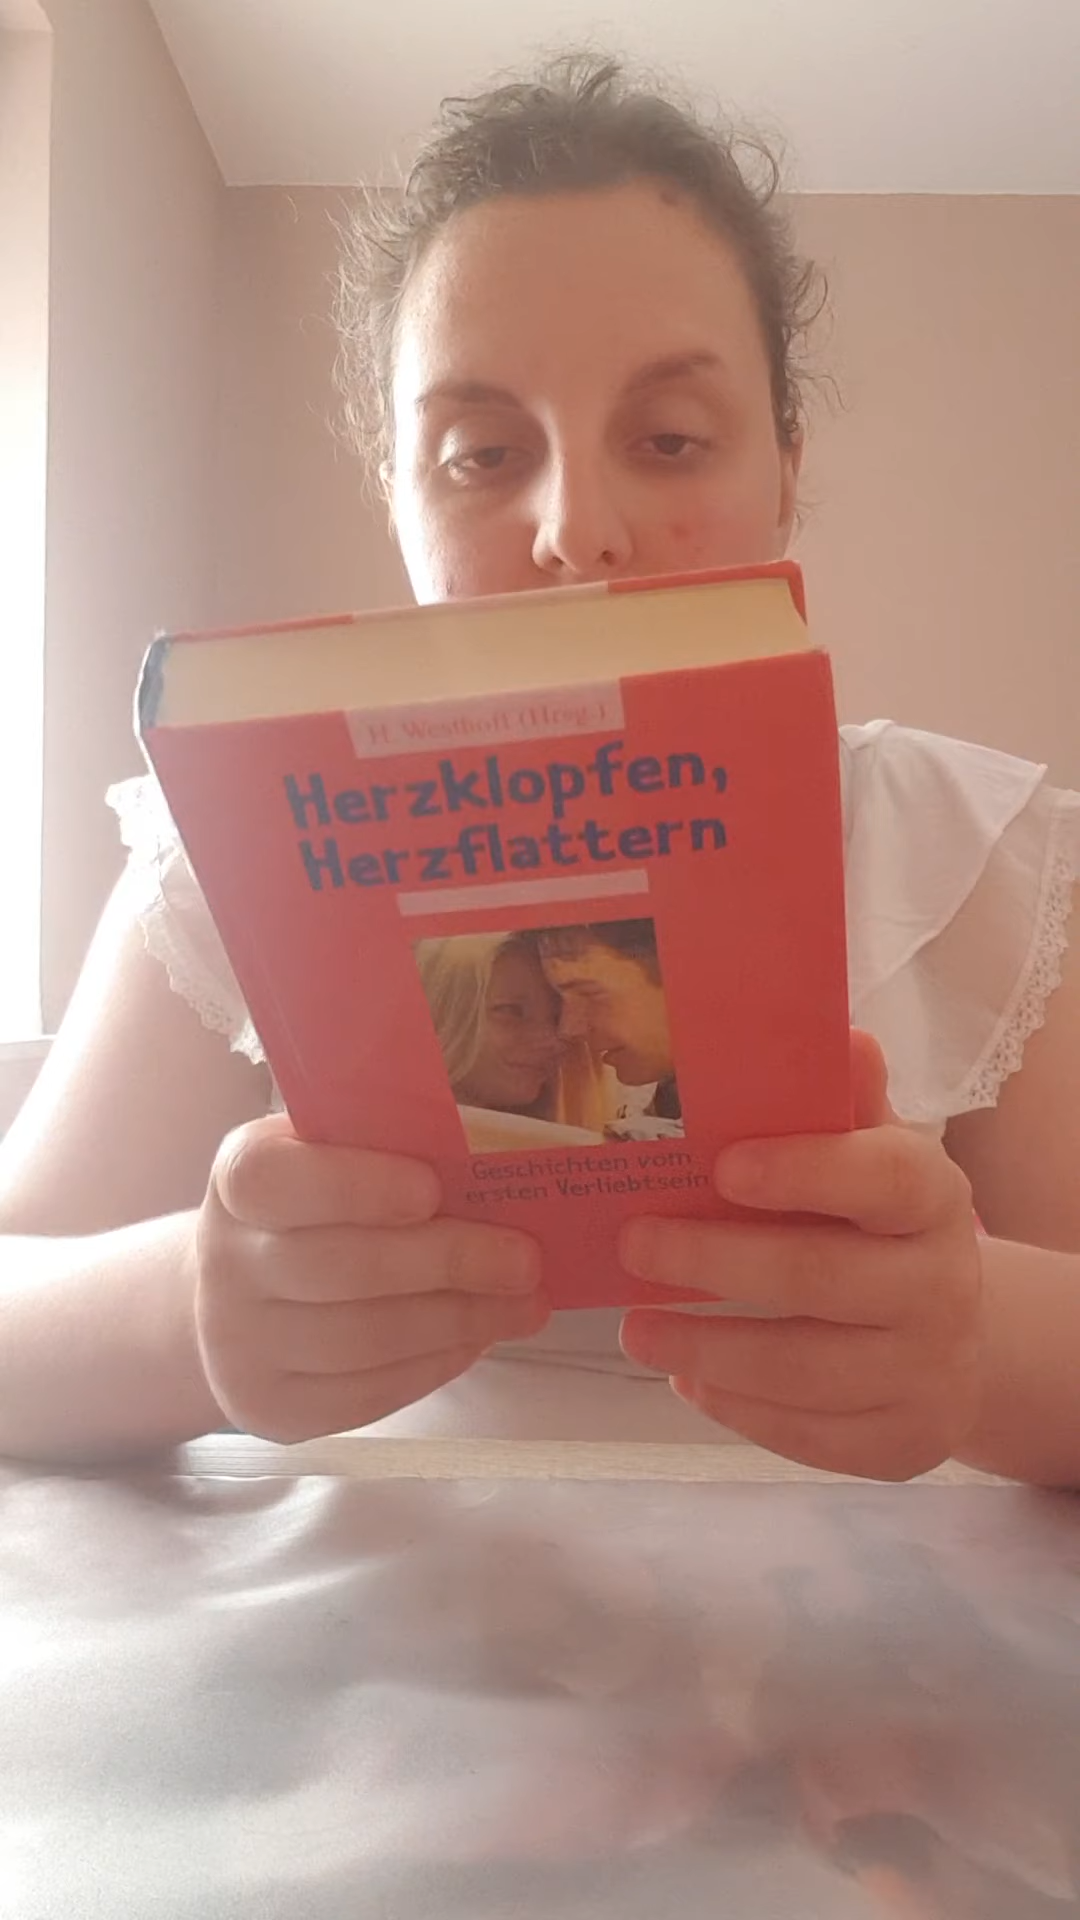 H. Westhoff (Hrsg.)
Herzklopfen,
Herzflattern
Geschichten vom
ersten Verliebtsein